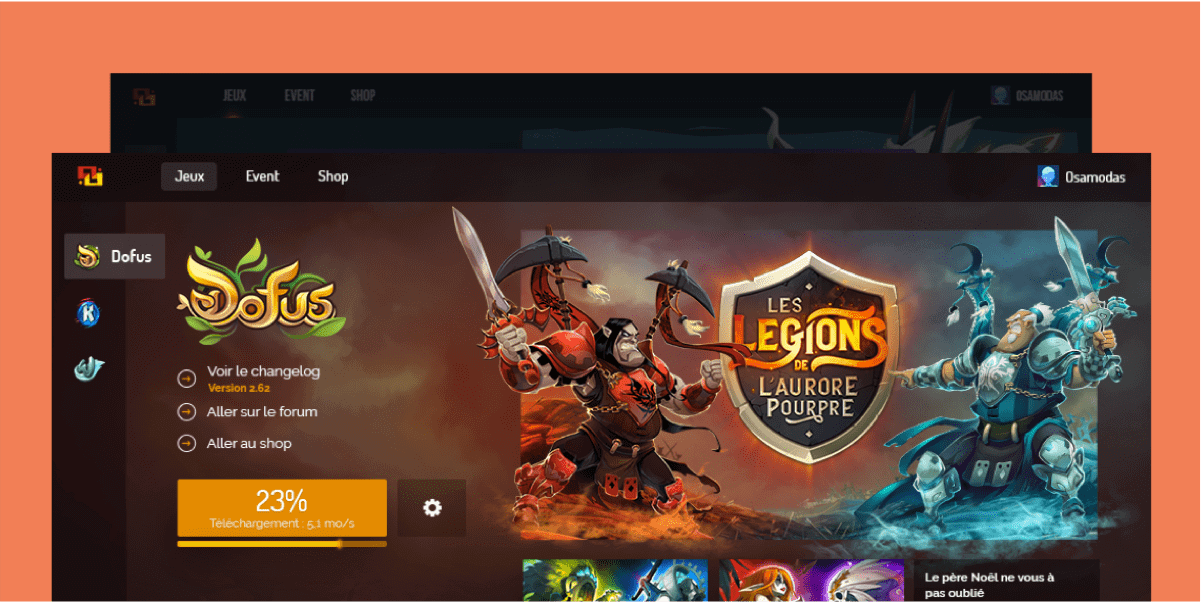 JEUX
EVENT
SHOP
OSAMODAS
Jeux
Event
Shop
Osamodas
Dofus
DOFUS
K
W
Voir le changelog
Version 2.62
Aller sur le forum
Aller au shop
23%
Téléchargement : 5,1 mo/s
LES
LEGIONS
DE
L'AURORE
POURPRE
Le père Noël ne vous à
pas oublié